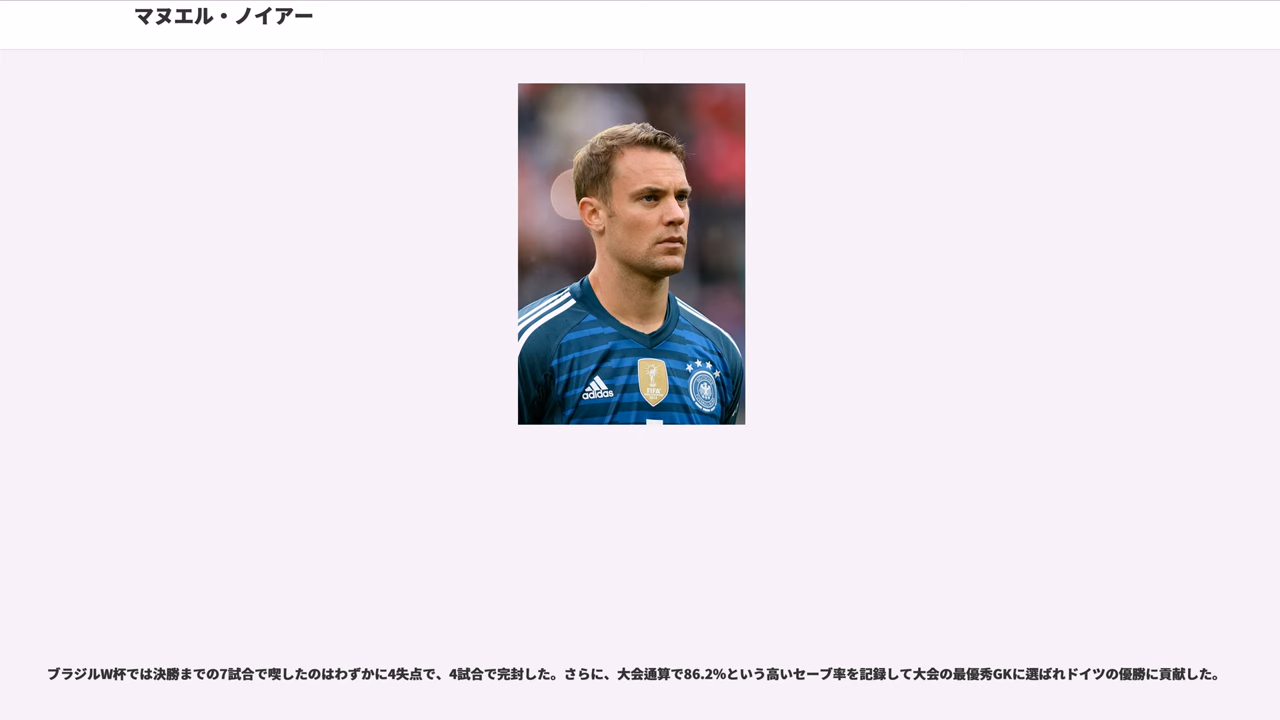 マヌエル・ノイアー
adidas
FIFA
ブラジルW杯では決勝までの7試合で喫したのはわずかに4失点で、4試合で完封した。さらに、大会通算で86.2%という高いセーブ率を記録して大会の最優秀GKに選ばれドイツの優勝に貢献した。